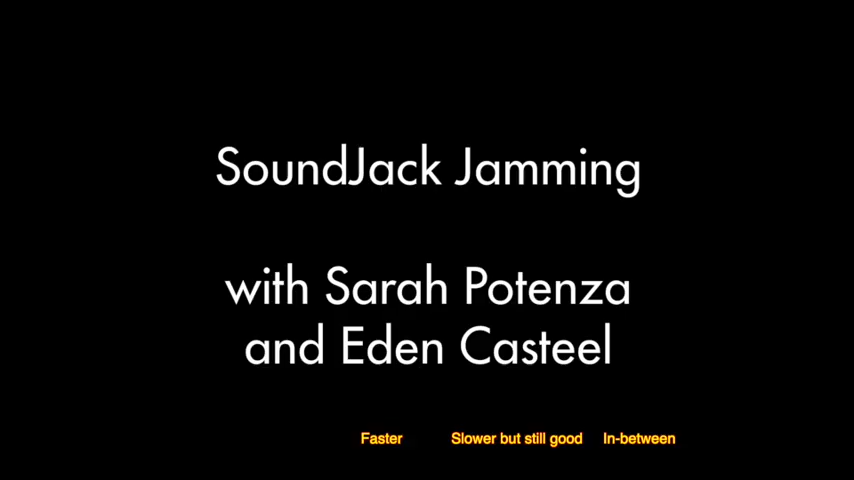 SoundJack Jamming
with Sarah Potenza
and Eden Casteel
Faster Slower but still good In-between